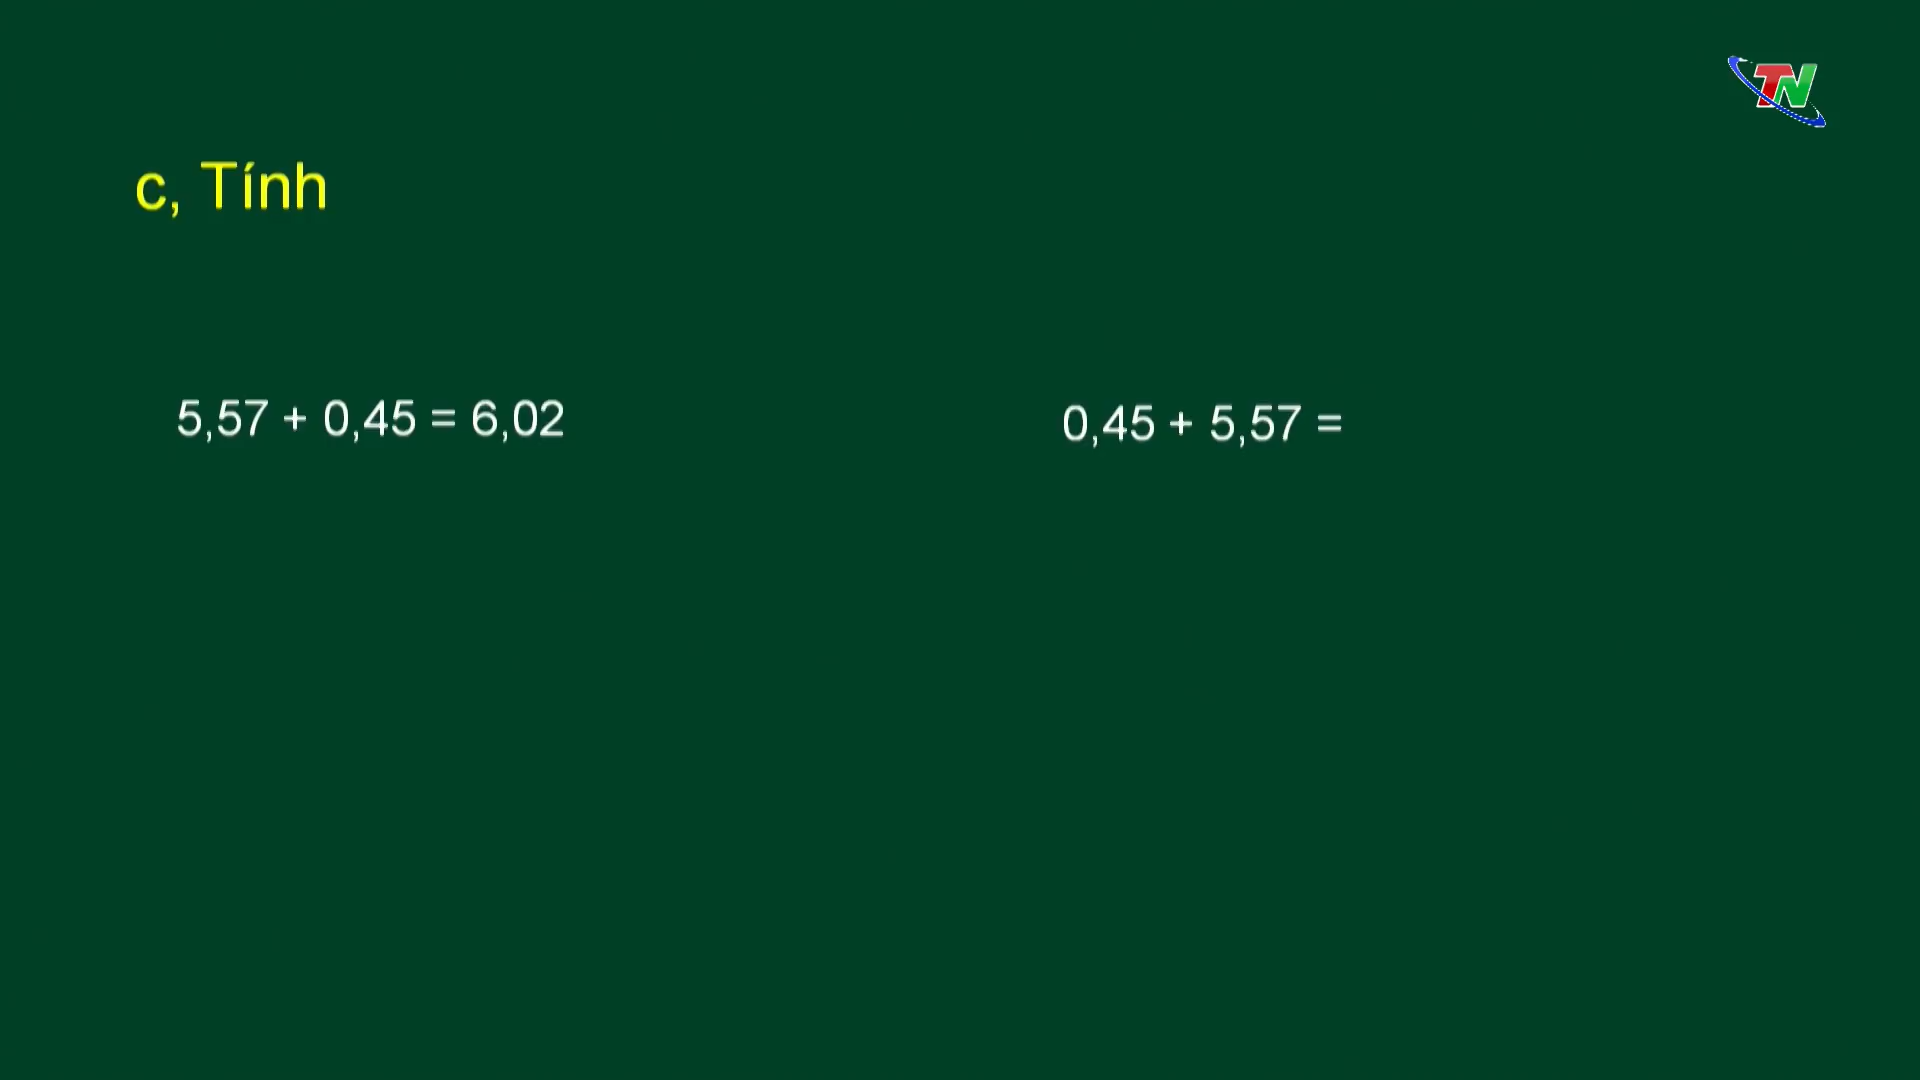 TN
c, Tính
5,57 + 0,45 = 6,02
0,45 + 5,57 =